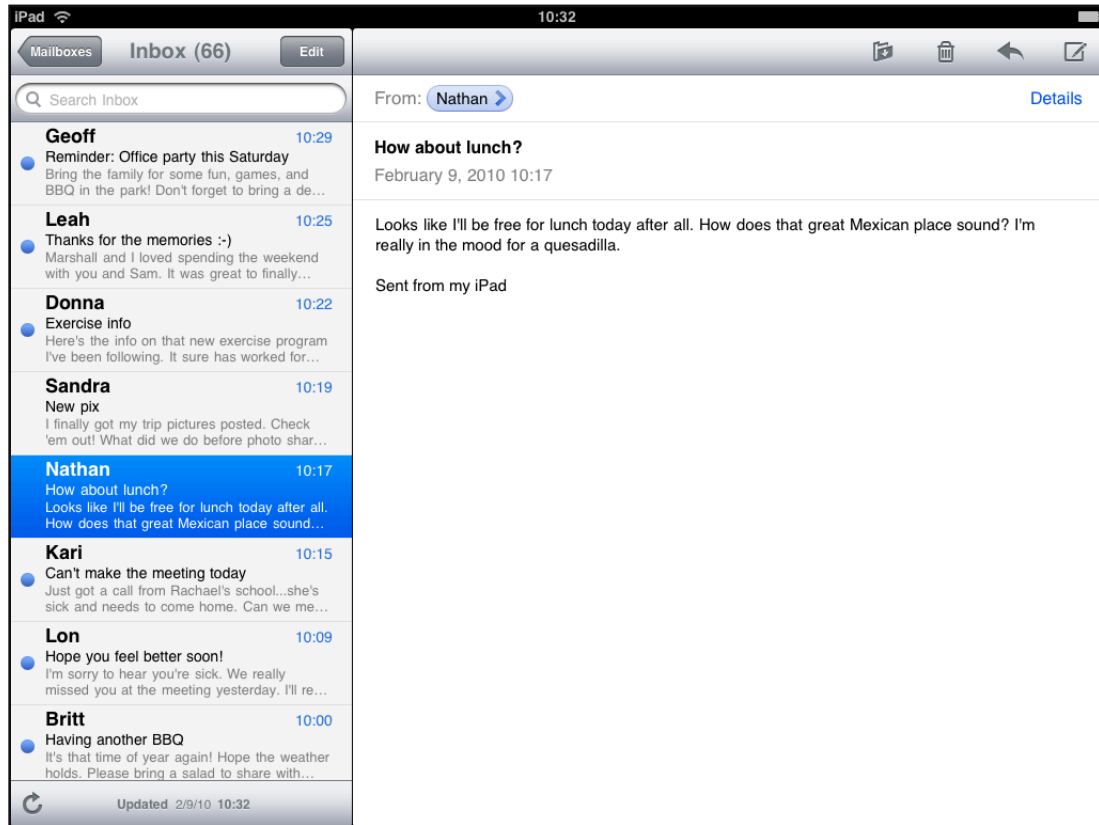 iPad
10:32
Mailboxes
Inbox (66)
Edit
Search Inbox
Geoff 10:29
Reminder: Office party this Saturday
Bring the family for some fun, games, and
BBQ in the park! Don't forget to bring a de...
Leah 10:25
Thanks for the memories :-)
Marshall and I loved spending the weekend
with you and Sam. It was great to finally...
Donna 10:22
Exercise info
Here's the info on that new exercise program
I've been following. It sure has worked for...
Sandra 10:19
New pix
I finally got my trip pictures posted. Check
'em out! What did we do before photo shar...
Nathan 10:17
How about lunch?
Looks like I'll be free for lunch today after all.
How does that great Mexican place sound...
Kari 10:15
Can't make the meeting today
Just got a call from Rachael's school...she's
sick and needs to come home. Can we me...
Lon 10:09
Hope you feel better soon!
I'm sorry to hear you're sick. We really
missed you at the meeting yesterday. I'll re...
Britt 10:00
Having another BBQ
It's that time of year again! Hope the weather
holds. Please bring a salad to share with...
Updated 2/9/10 10:32
From: Nathan
Details
How about lunch?
February 9, 2010 10:17
Looks like I'll be free for lunch today after all. How does that great Mexican place sound? I'm
really in the mood for a quesadilla.
Sent from my iPad